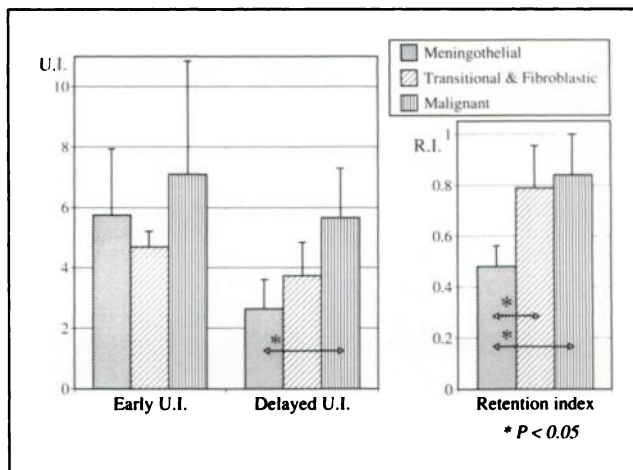 U.I.
10
8
6
4
2
0
Early U.I.
Delayed U.I.
*
Meningothelial
Transitional & Fibroblastic
Malignant
R.I.
1
0.8
0.6
0.4
0.2
0
*
*
Retention index
* P < 0.05